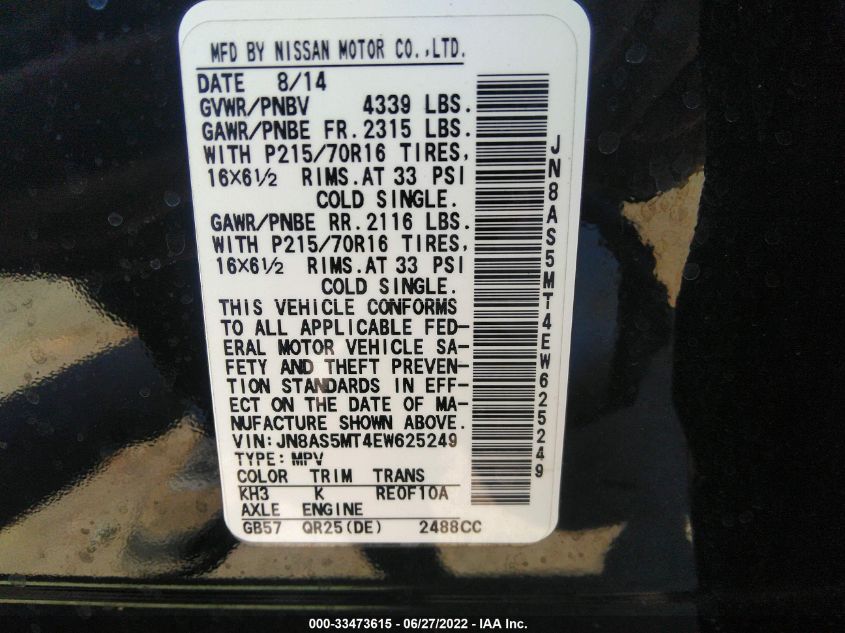 MFD BY NISSAN MOTOR CO.,LTD.
DATE 8/14
GVWR/PNBV 4339 LBS.
GAWR/PNBE FR. 2315 LBS.
WITH P215/70R16 TIRES,
16X6½ RIMS.AT 33 PSI
COLD SINGLE.
GAWR/PNBE RR. 2116 LBS.
WITH P215/70R16 TIRES,
16X6½ RIMS.AT 33 PSI
COLD SINGLE.
THIS VEHICLE CONFORMS
TO ALL APPLICABLE FED-
ERAL MOTOR VEHICLE SA-
FETY AND THEFT PREVEN-
TION STANDARDS IN EFF-
ECT ON THE DATE OF MA-
NUFACTURE SHOWN ABOVE.
VIN:JN8AS5MT4EW625249
TYPE:MPV
COLOR TRIM TRANS
KH3 K RE0F10A
AXLE ENGINE
GB57 QR25(DE) 2488CC
JN8AS5MT4EW625249
000-33473615 - 06/27/2022 - IAA Inc.